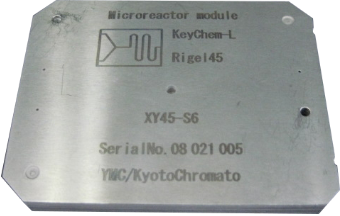 Microreactor module
KeyChem-L
Rigel45
XY45-S6
SerialNo. 08 021 005
YMC/KyotoChromato